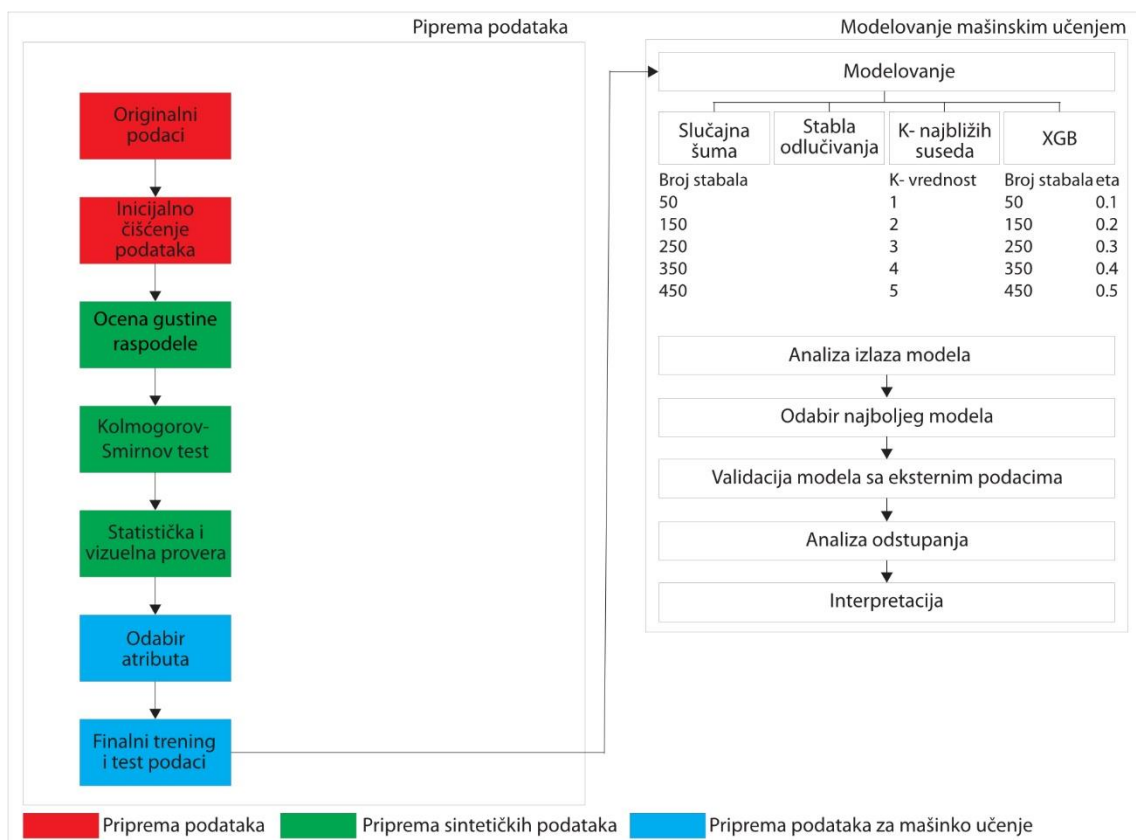 Piprema podataka
Originalni
podaci
Inicijalno
čišćenje
podataka
Ocena gustine
raspodele
Kolmogorov-
Smirnov test
Statistička i
vizuelna provera
Odabir
atributa
Finalni trening
i test podaci
Modelovanje mašinskim učenjem
Modelovanje
Slučajna
šuma
Stabla
odlučivanja
K- najbližih
suseda
XGB
Broj stabala
50
150
250
350
450
K- vrednost
1
2
3
4
5
Broj stabala eta
50 0.1
150 0.2
250 0.3
350 0.4
450 0.5
Analiza izlaza modela
Odabir najboljeg modela
Validacija modela sa eksternim podacima
Analiza odstupanja
Interpretacija
Priprema podataka
Priprema sintetičkih podataka
Priprema podataka za mašinko učenje